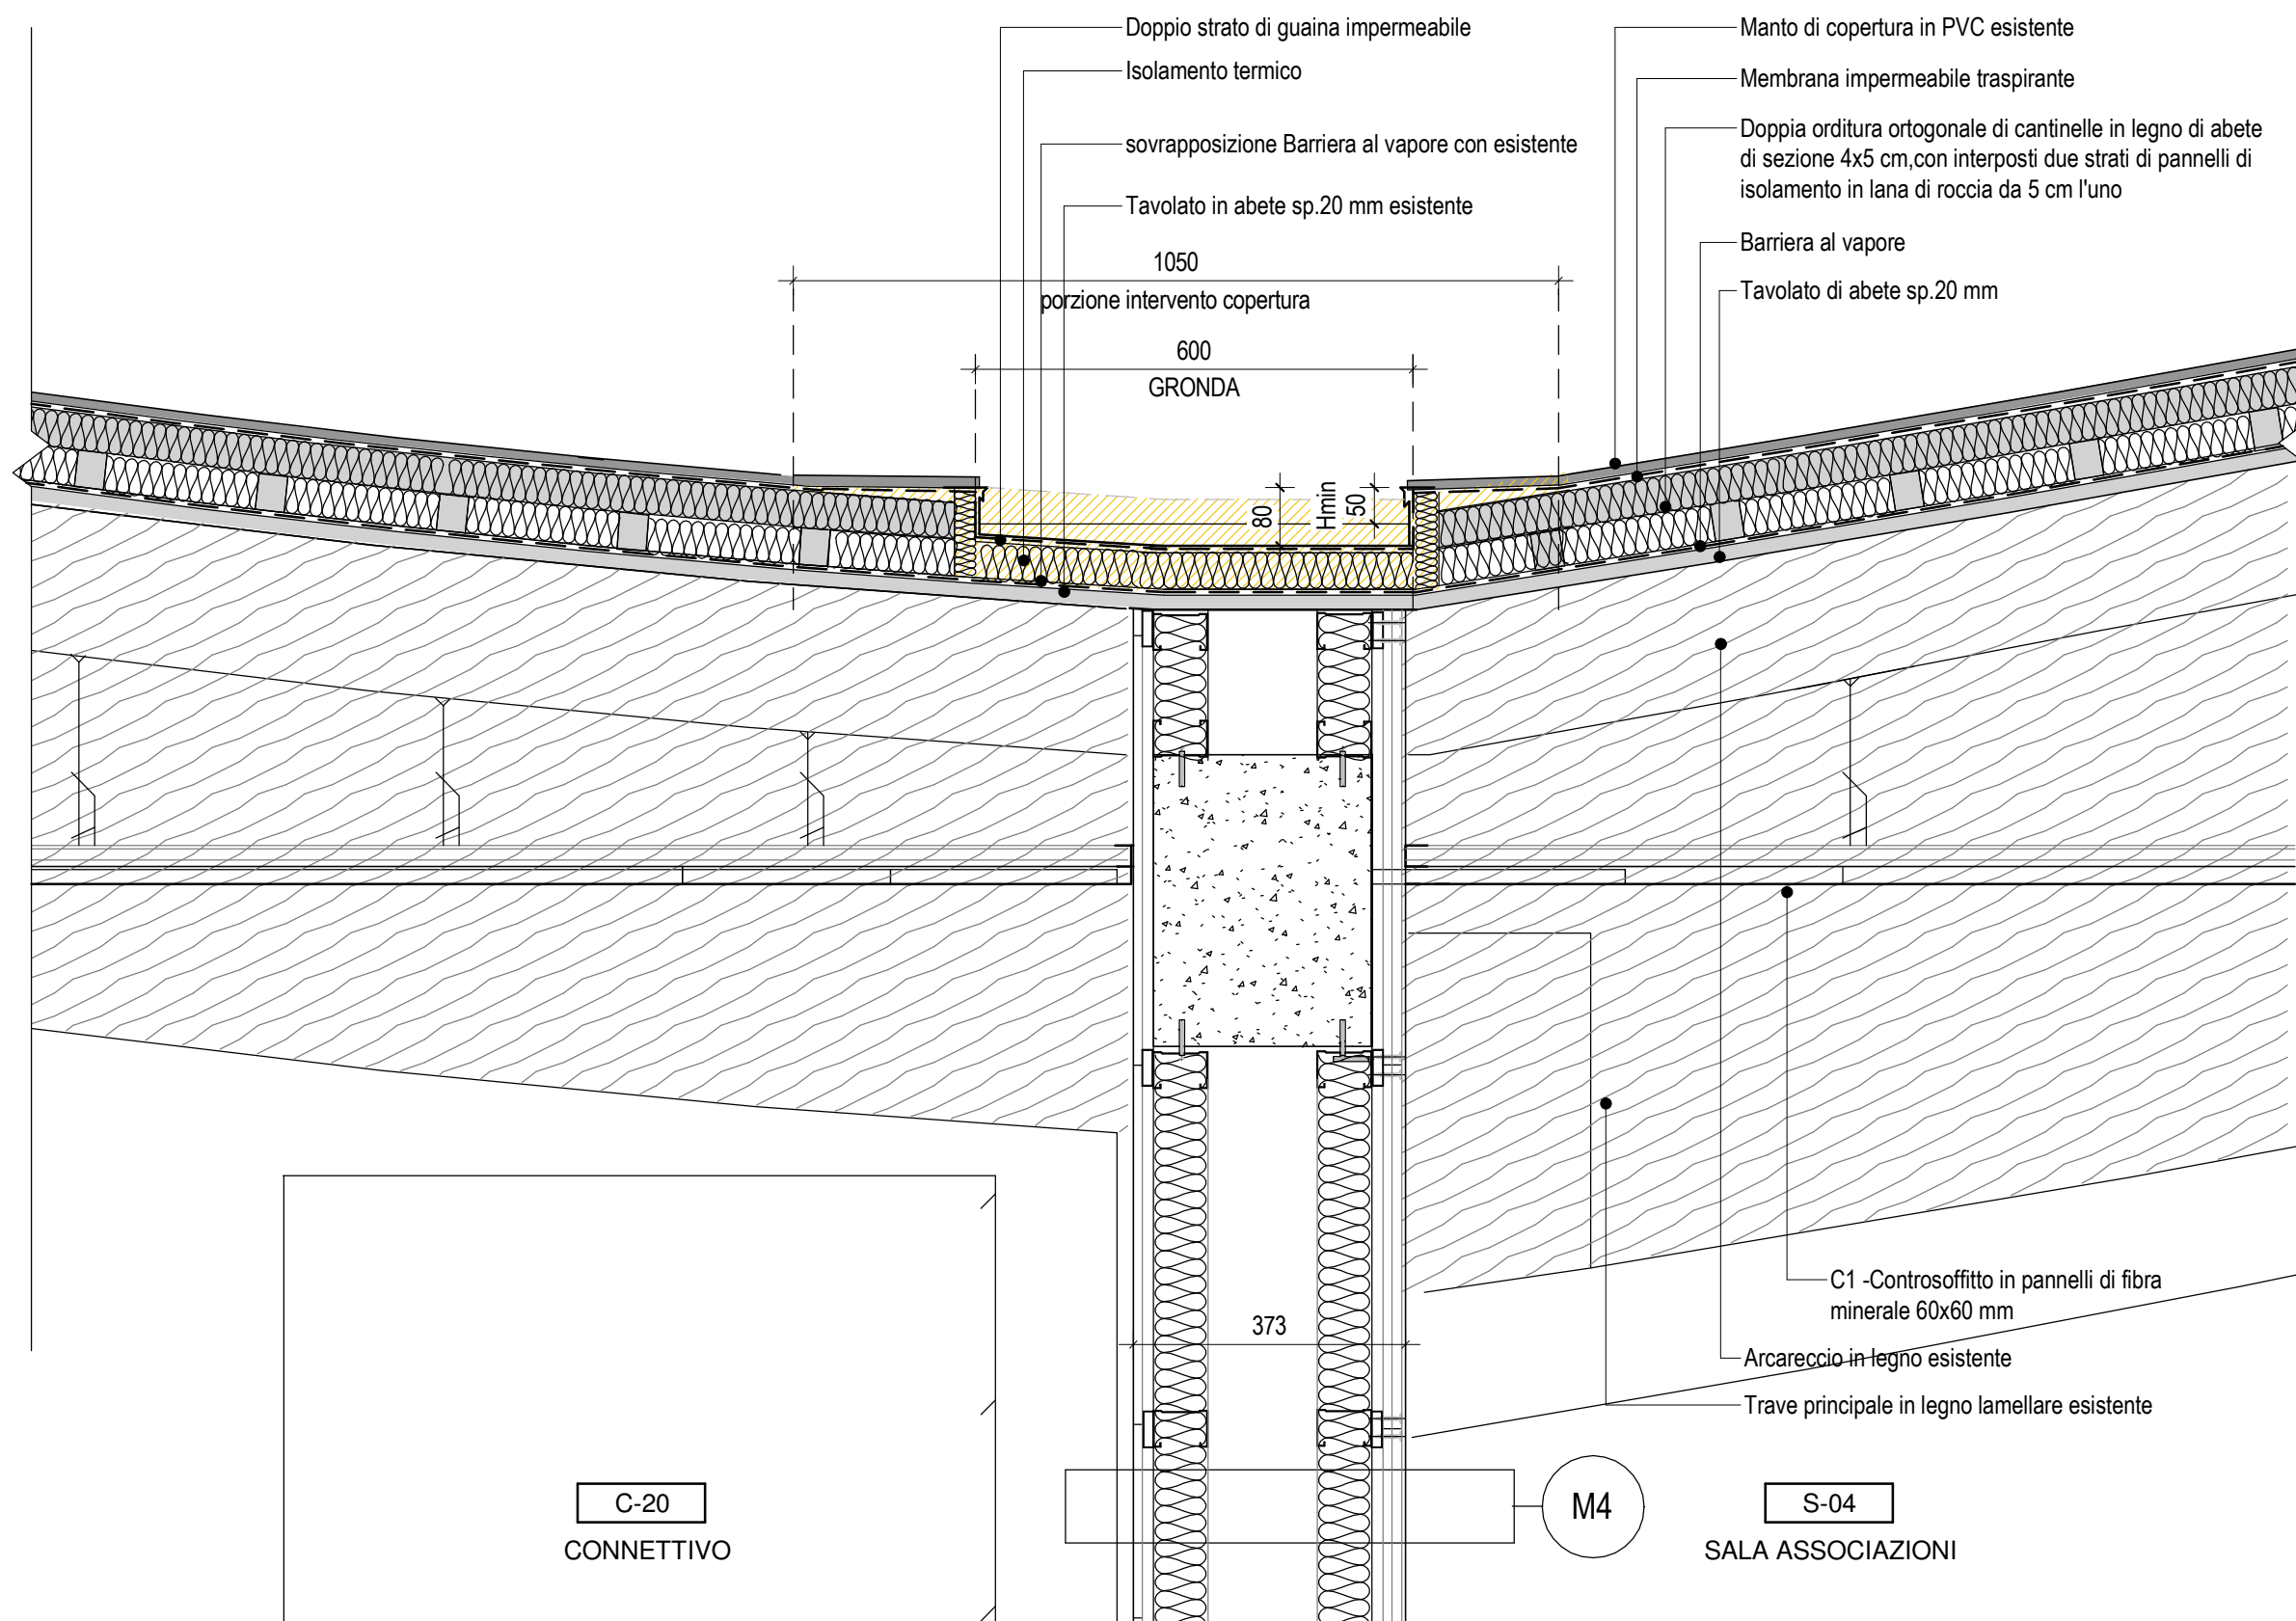 Doppio strato di guaina impermeabile
Isolamento termico
sovrapposizione Barriera al vapore con esistente
Tavolato in abete sp.20 mm esistente
Manto di copertura in PVC esistente
Membrana impermeabile traspirante
Doppia orditura ortogonale di cantinelle in legno di abete
di sezione 4x5 cm,con interposti due strati di pannelli di
isolamento in lana di roccia da 5 cm l'uno
Barriera al vapore
Tavolato di abete sp.20 mm
1050
porzione intervento copertura
600
GRONDA
80
Hmin
50
373
C1 -Controsoffitto in pannelli di fibra
minerale 60x60 mm
Arcareccio in legno esistente
Trave principale in legno lamellare esistente
C-20
CONNETTIVO
M4
S-04
SALA ASSOCIAZIONI